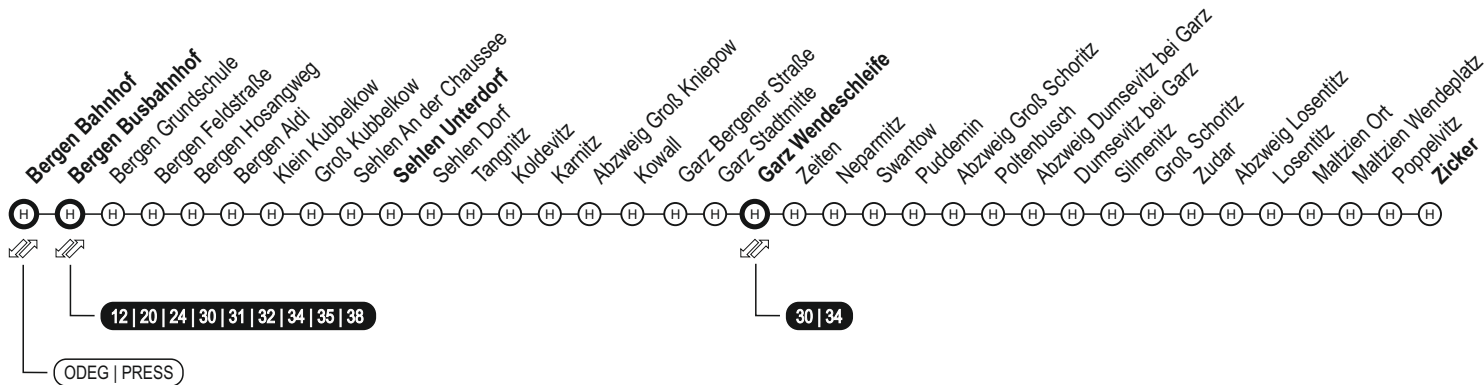 Bergen Bahnhof
Bergen Busbahnhof
Bergen Grundschule
Bergen Feldstraße
Bergen Hosangweg
Bergen Aldi
Klein Kubbelkow
Groß Kubbelkow
Sehlen An der Chaussee
Sehlen Unterdorf
Sehlen Dorf
Tangnitz
Koldevitz
Karnitz
Abzweig Groß Kniepow
Kowall
Garz Bergener Straße
Garz Stadtmitte
Garz Wendeschleife
Zeiten
Neparmitz
Swantow
Puddemin
Abzweig Groß Schoritz
Poltenbusch
Abzweig Dumsevitz bei Garz
Dumsevitz bei Garz
Silmenitz
Groß Schoritz
Zudar
Abzweig Losentitz
Losentitz
Maltzien Ort
Maltzien Wendeplatz
Poppelvitz
Zicker
H H H H H H H H H H H H H H H H H H H H H H H H H H H H H H H H H H H H
12 | 20 | 24 | 30 | 31 | 32 | 34 | 35 | 38
30 | 34
ODEG | PRESS